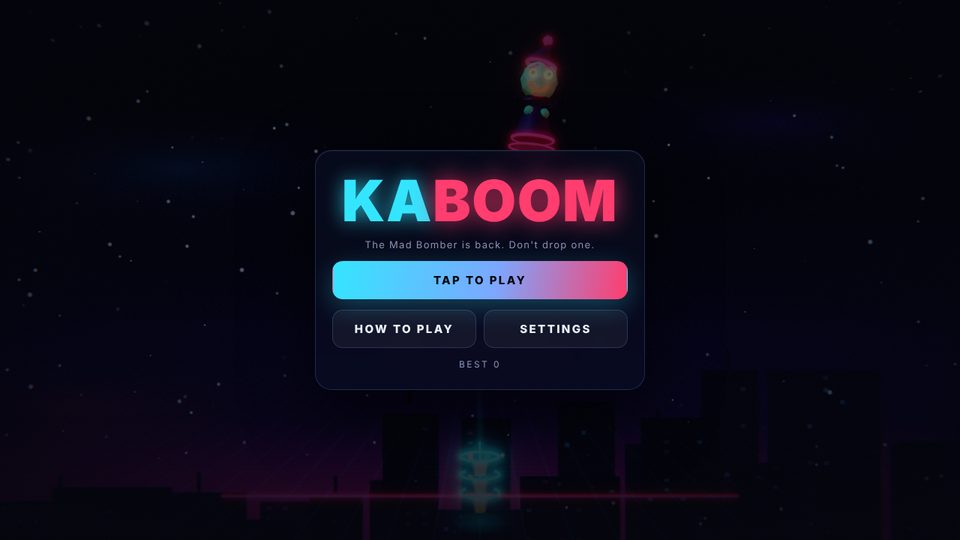 KABOOM
The Mad Bomber is back. Don't drop one.
TAP TO PLAY
HOW TO PLAY
SETTINGS
BEST 0